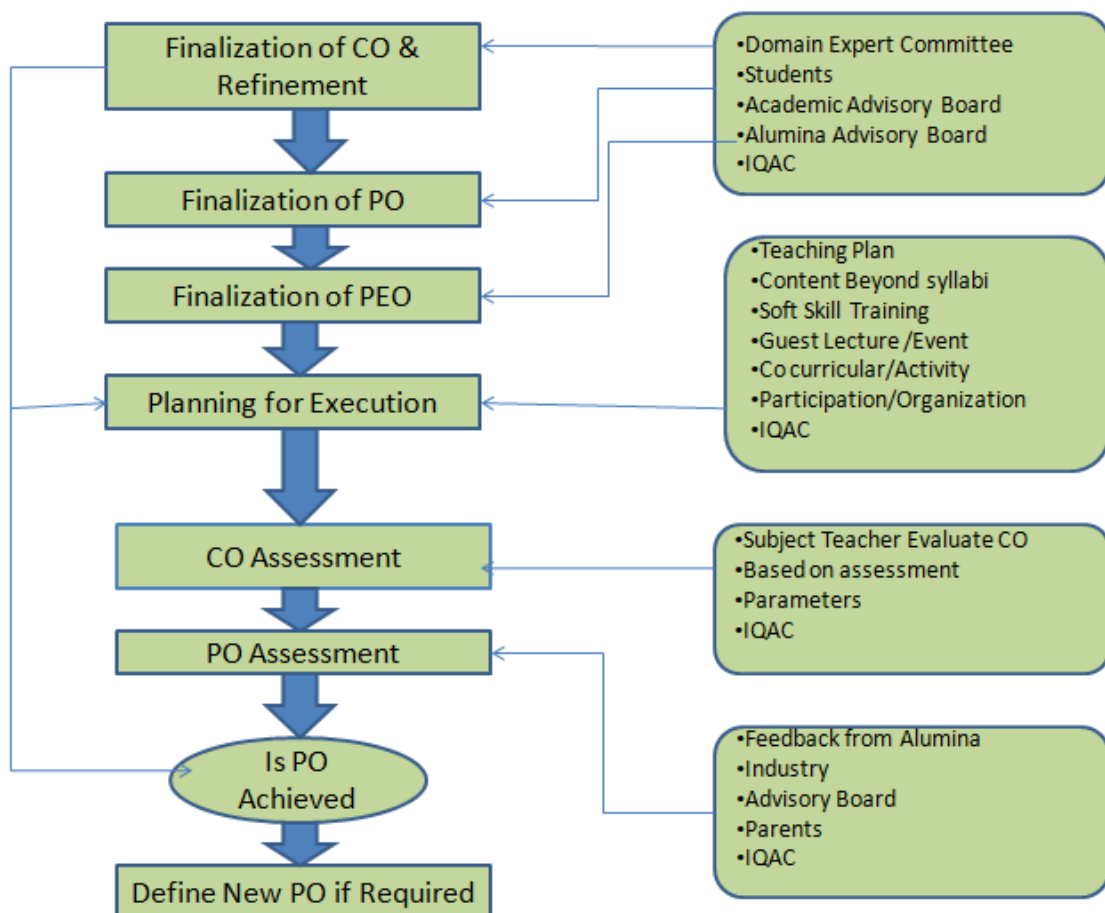 Finalization of CO &
Refinement
Finalization of PO
Finalization of PEO
Planning for Execution
CO Assessment
PO Assessment
Is PO
Achieved
Define New PO if Required
•Domain Expert Committee
•Students
•Academic Advisory Board
•Alumina Advisory Board
•IQAC
•Teaching Plan
•Content Beyond syllabi
•Soft Skill Training
•Guest Lecture /Event
•Co curricular/Activity
•Participation/Organization
•IQAC
•Subject Teacher Evaluate CO
•Based on assessment
•Parameters
•IQAC
•Feedback from Alumina
•Industry
•Advisory Board
•Parents
•IQAC